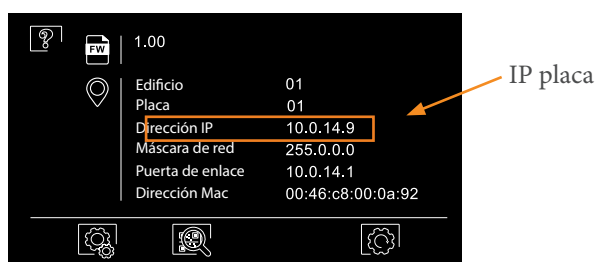 ?
FW 1.00
Edificio 01
Placa 01
Dirección IP 10.0.14.9
IP placa
Máscara de red 255.0.0.0
Puerta de enlace 10.0.14.1
Dirección Mac 00:46:c8:00:0a:92